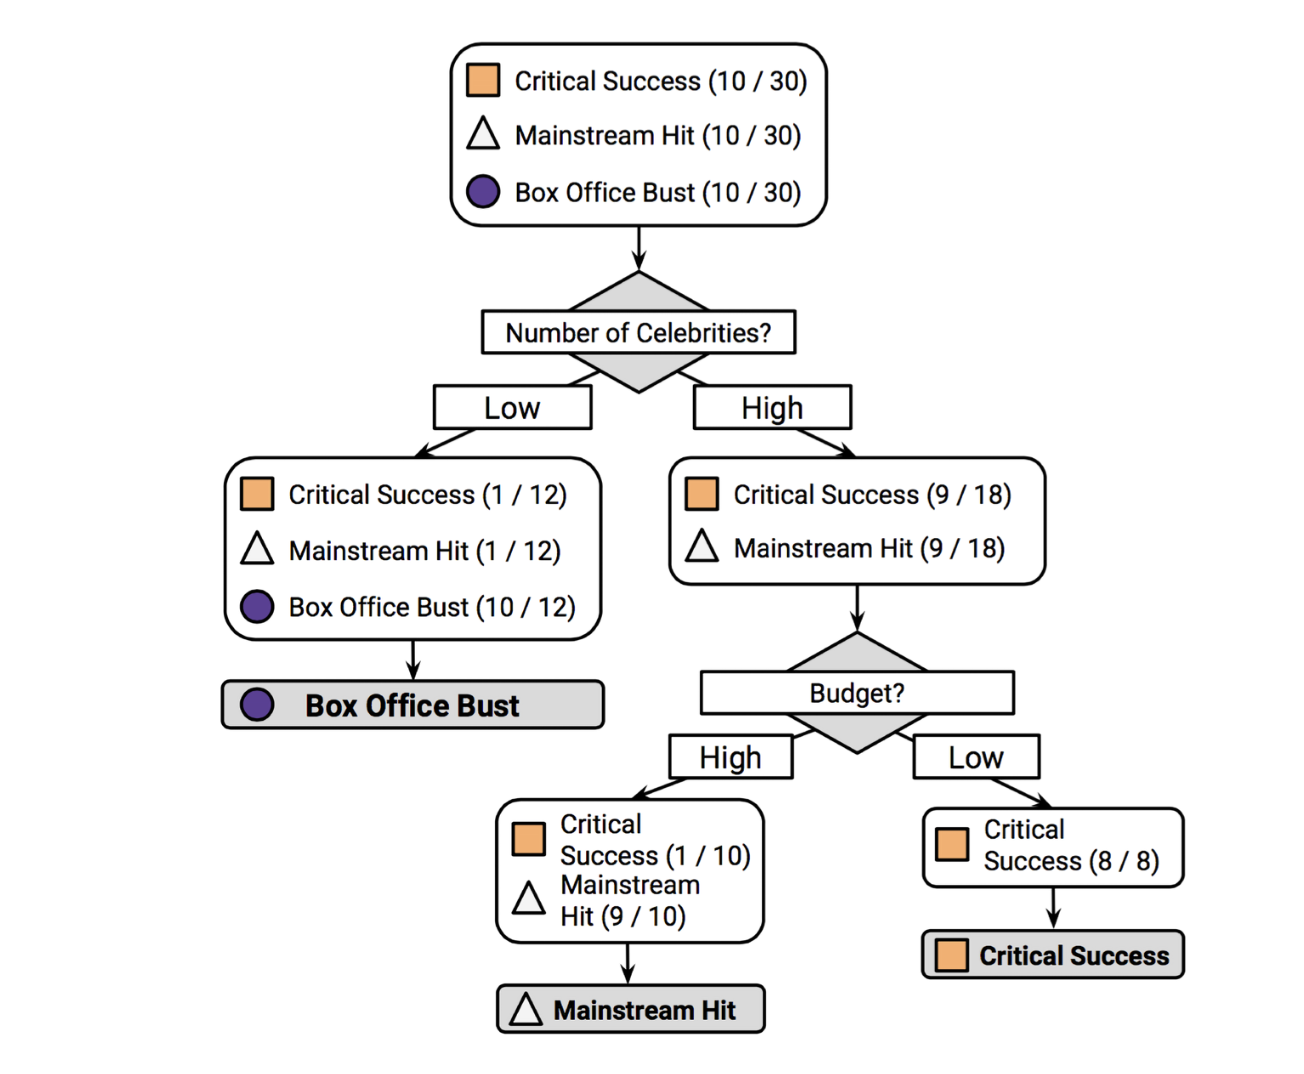 Critical Success (10 / 30)
Mainstream Hit (10 / 30)
Box Office Bust (10 / 30)
Number of Celebrities?
Low
High
Critical Success (1 / 12)
Mainstream Hit (1 / 12)
Box Office Bust (10 / 12)
Box Office Bust
Critical Success (9 / 18)
Mainstream Hit (9 / 18)
Budget?
High
Low
Critical
Success (1 / 10)
Mainstream
Hit (9 / 10)
Mainstream Hit
Critical
Success (8 / 8)
Critical Success